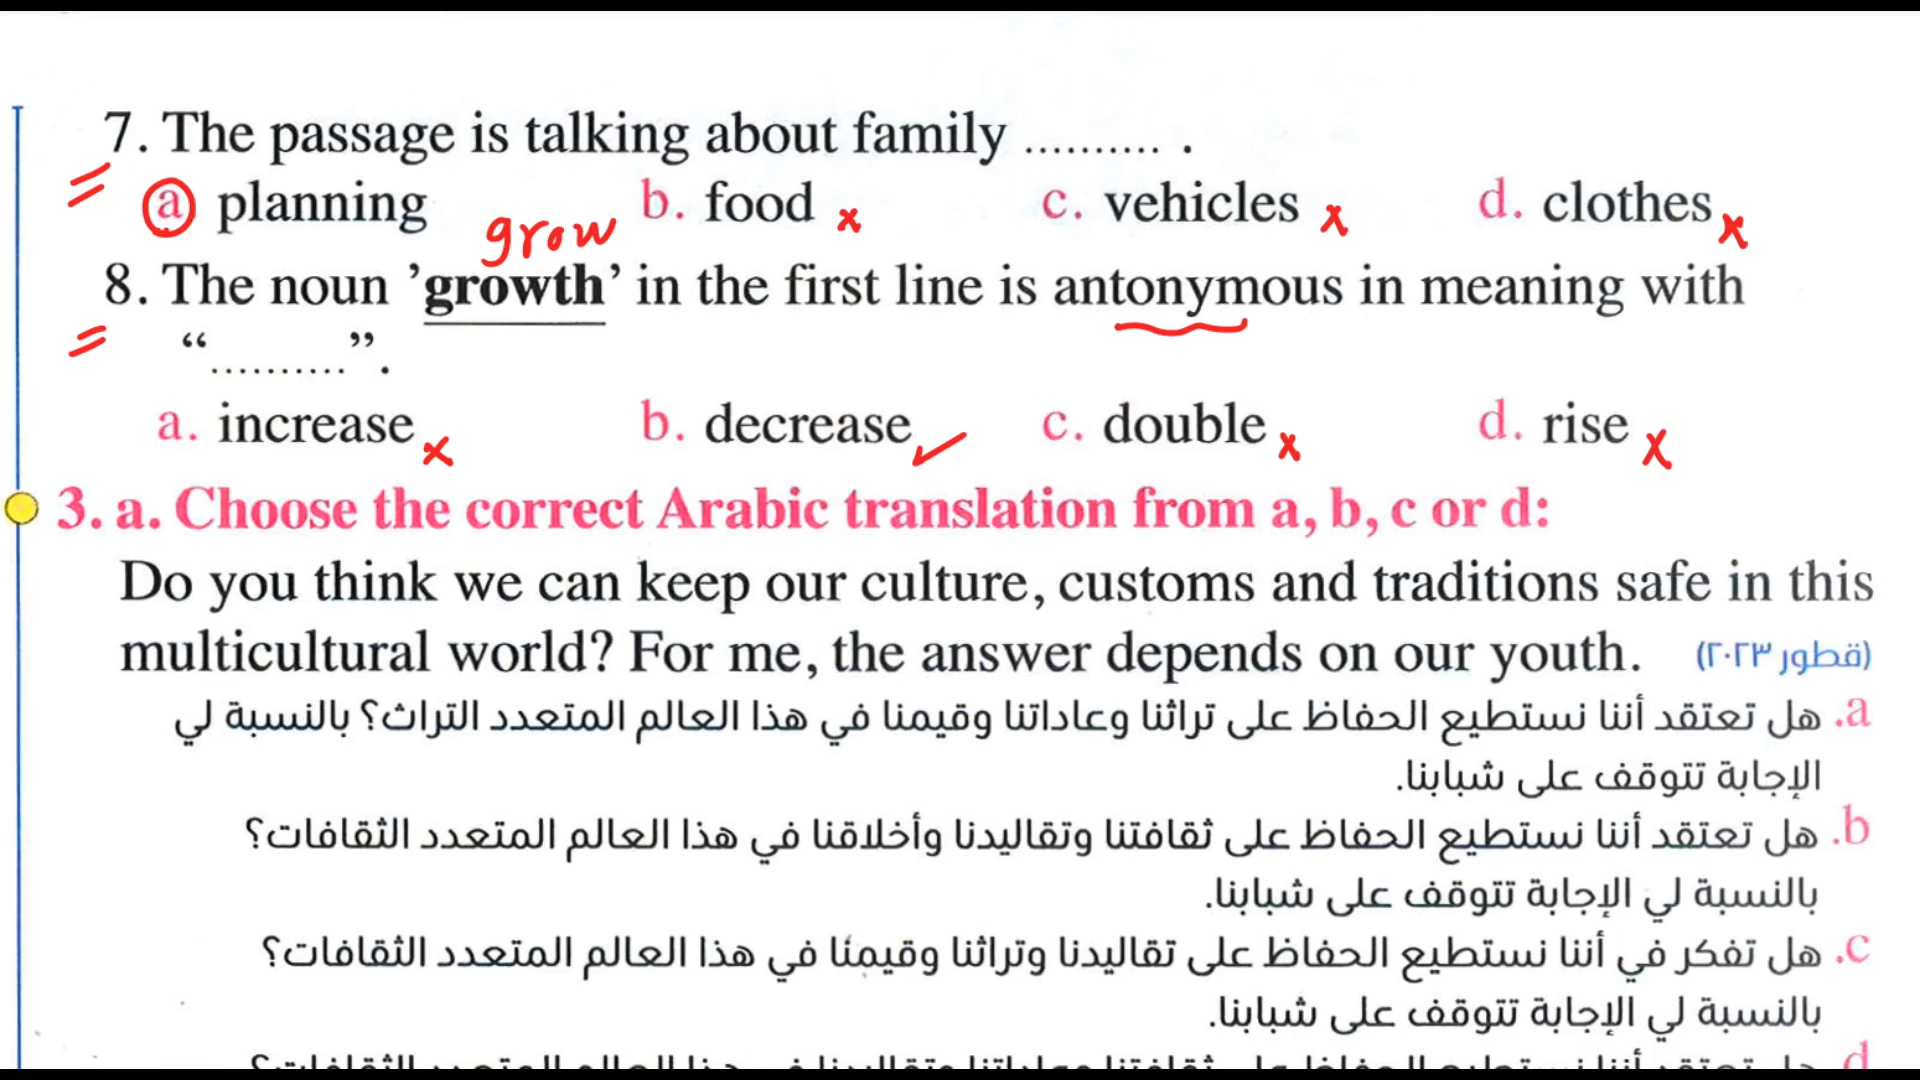 7. The passage is talking about family .......... .
= a. planning b. food x c. vehicles x d. clothes x
grow
8. The noun ’growth’ in the first line is antonymous in meaning with
= “..........”.
a. increase x b. decrease ✓ c. double x d. rise x
3. a. Choose the correct Arabic translation from a, b, c or d:
Do you think we can keep our culture, customs and traditions safe in this
multicultural world? For me, the answer depends on our youth. (قطور ٢٠٢٣)
a. هل تعتقد أننا نستطيع الحفاظ على تراثنا وعاداتنا وقيمنا في هذا العالم المتعدد التراث؟ بالنسبة لي
الإجابة تتوقف على شبابنا.
b. هل تعتقد أننا نستطيع الحفاظ على ثقافتنا وتقاليدنا وأخلاقنا في هذا العالم المتعدد الثقافات؟
بالنسبة لي الإجابة تتوقف على شبابنا.
c. هل تفكر في أننا نستطيع الحفاظ على تقاليدنا وتراثنا وقيمنا في هذا العالم المتعدد الثقافات؟
بالنسبة لي الإجابة تتوقف على شبابنا.
d